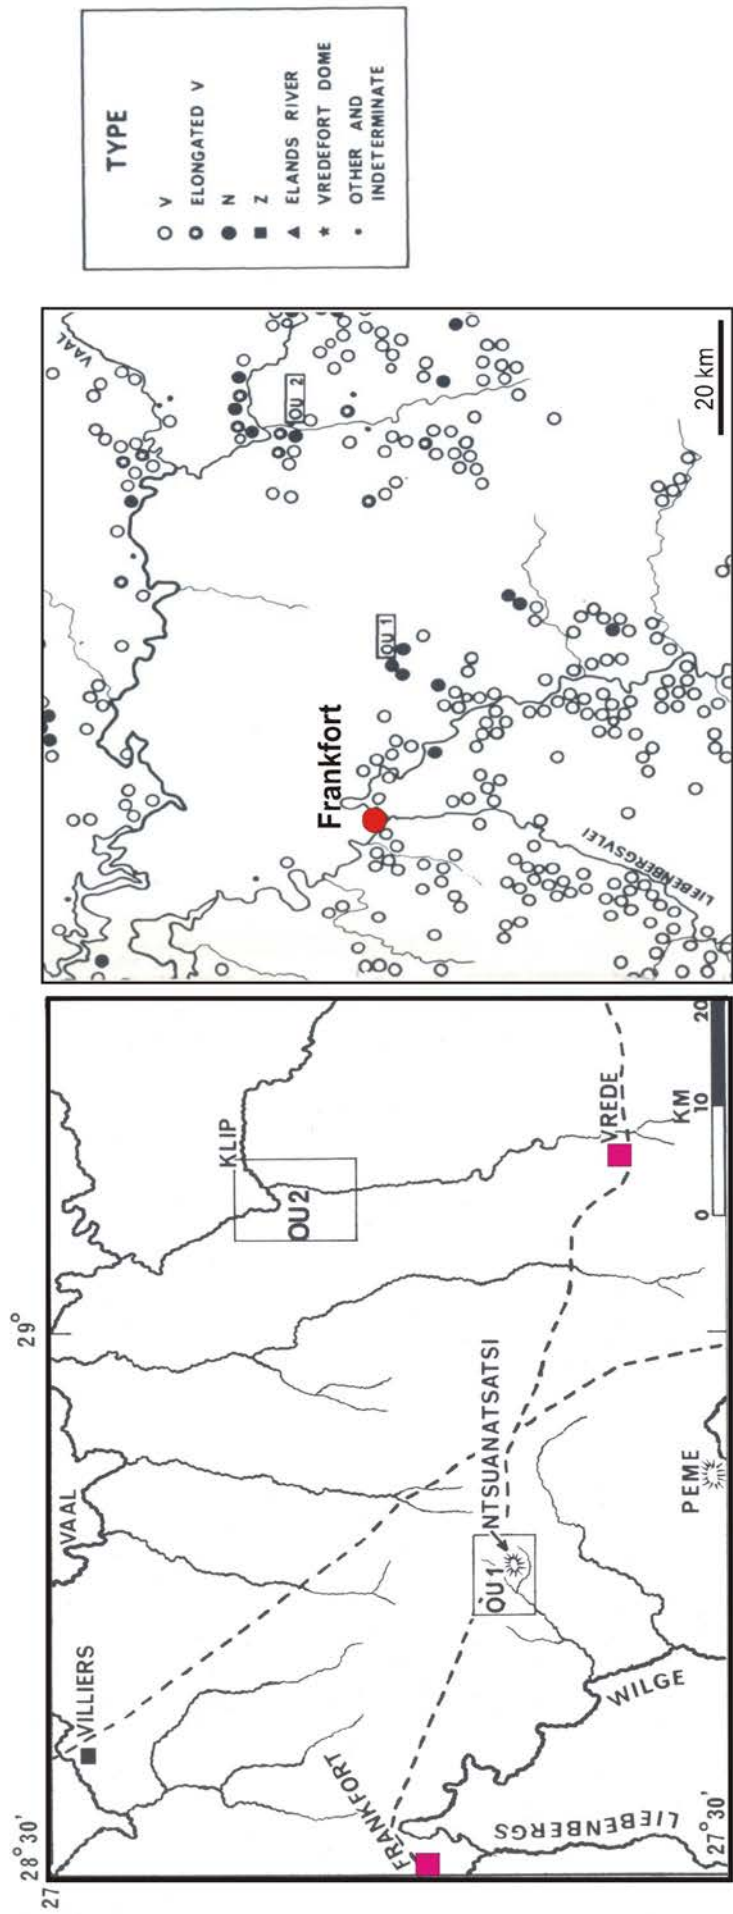 28°30'
29°
27
27°30'
VILLIERS
VAAL
KLIP
OU2
FRANKFORT
OU1
NTSUANATSATSI
VREDE
WILGE
LIEBENBERGS
PEME
0
10
20
KM
VAAL
OU 2
OU 1
Frankfort
LIEBENBERGSVLEI
20 km
TYPE
V
ELONGATED V
N
Z
ELANDS RIVER
VREDEFORT DOME
OTHER AND
INDETERMINATE